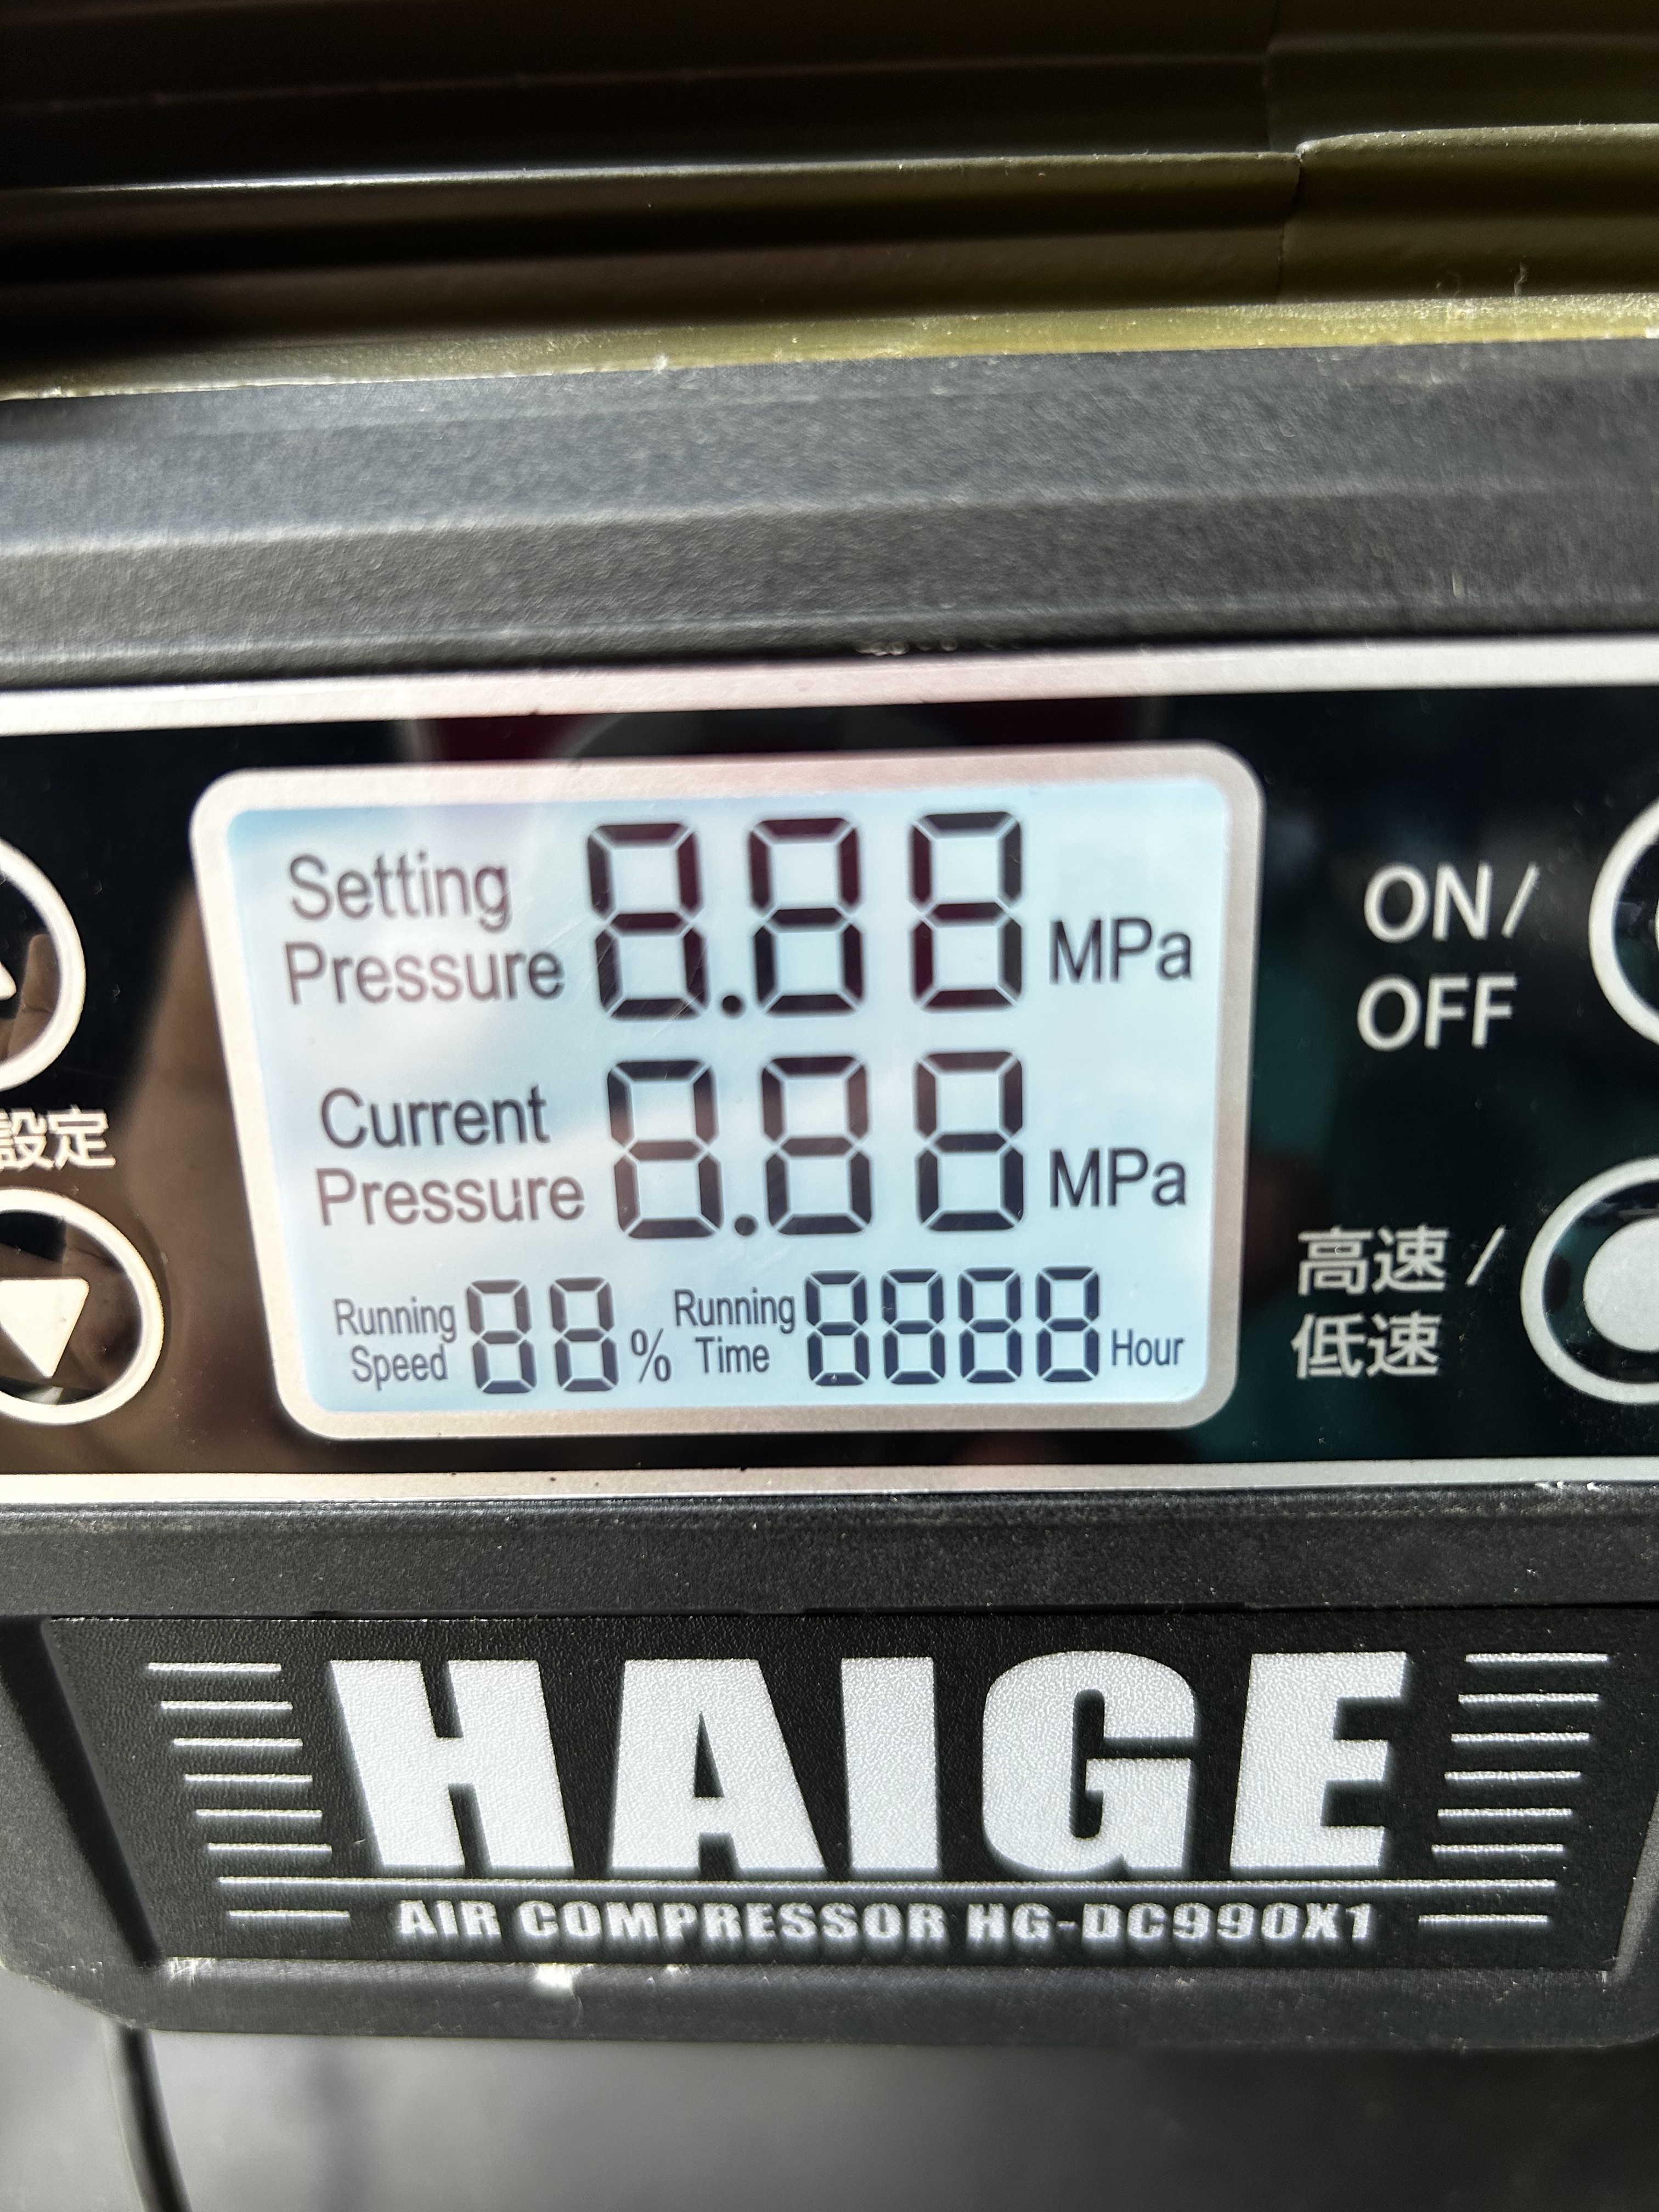 Setting
Pressure 8.88 MPa
Current
Pressure 8.88 MPa
Running
Speed 88 %
Running
Time 8888 Hour
ON/
OFF
設定
高速/
低速
HAIGE
AIR COMPRESSOR HG-DC990X1